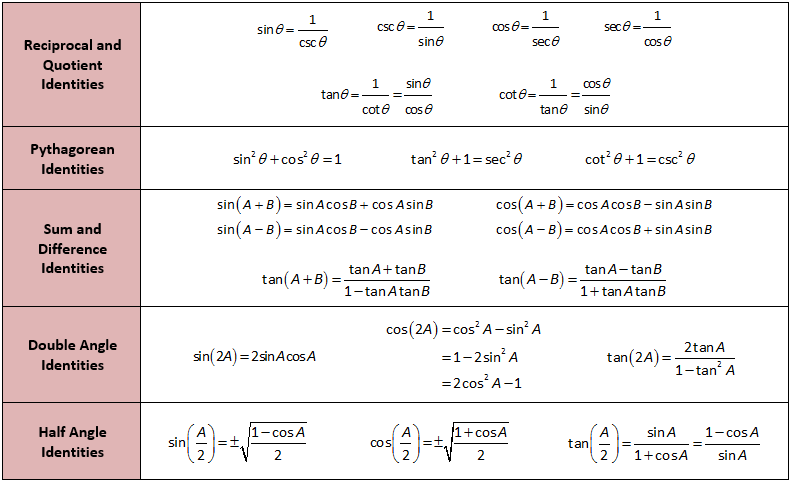 Reciprocal and Quotient Identities
sinθ = 1/cscθ    cscθ = 1/sinθ    cosθ = 1/secθ    secθ = 1/cosθ
tanθ = 1/cotθ = sinθ/cosθ    cotθ = 1/tanθ = cosθ/sinθ
Pythagorean Identities
sin²θ + cos²θ = 1    tan²θ + 1 = sec²θ    cot²θ + 1 = csc²θ
Sum and Difference Identities
sin(A + B) = sinAcosB + cosAsinB    cos(A + B) = cosAcosB − sinAsinB
sin(A − B) = sinAcosB − cosAsinB    cos(A − B) = cosAcosB + sinAsinB
tan(A + B) = (tanA + tanB)/(1 − tanAtanB)    tan(A − B) = (tanA − tanB)/(1 + tanAtanB)
Double Angle Identities
sin(2A) = 2sinAcosA    cos(2A) = cos²A − sin²A    tan(2A) = 2tanA/(1 − tan²A)
= 1 − 2sin²A
= 2cos²A − 1
Half Angle Identities
sin(A/2) = ±√((1 − cosA)/2)    cos(A/2) = ±√((1 + cosA)/2)    tan(A/2) = sinA/(1 + cosA) = (1 − cosA)/sinA